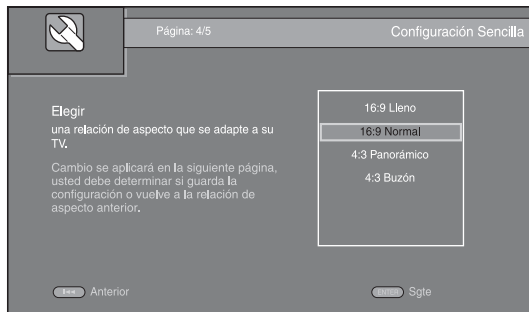 Página: 4/5
Configuración Sencilla
Elegir
una relación de aspecto que se adapte a su
TV.
Cambio se aplicará en la siguiente página,
usted debe determinar si guarda la
configuración o vuelve a la relación de
aspecto anterior.
16:9 Lleno
16:9 Normal
4:3 Panorámico
4:3 Buzón
Anterior
ENTER Sgte